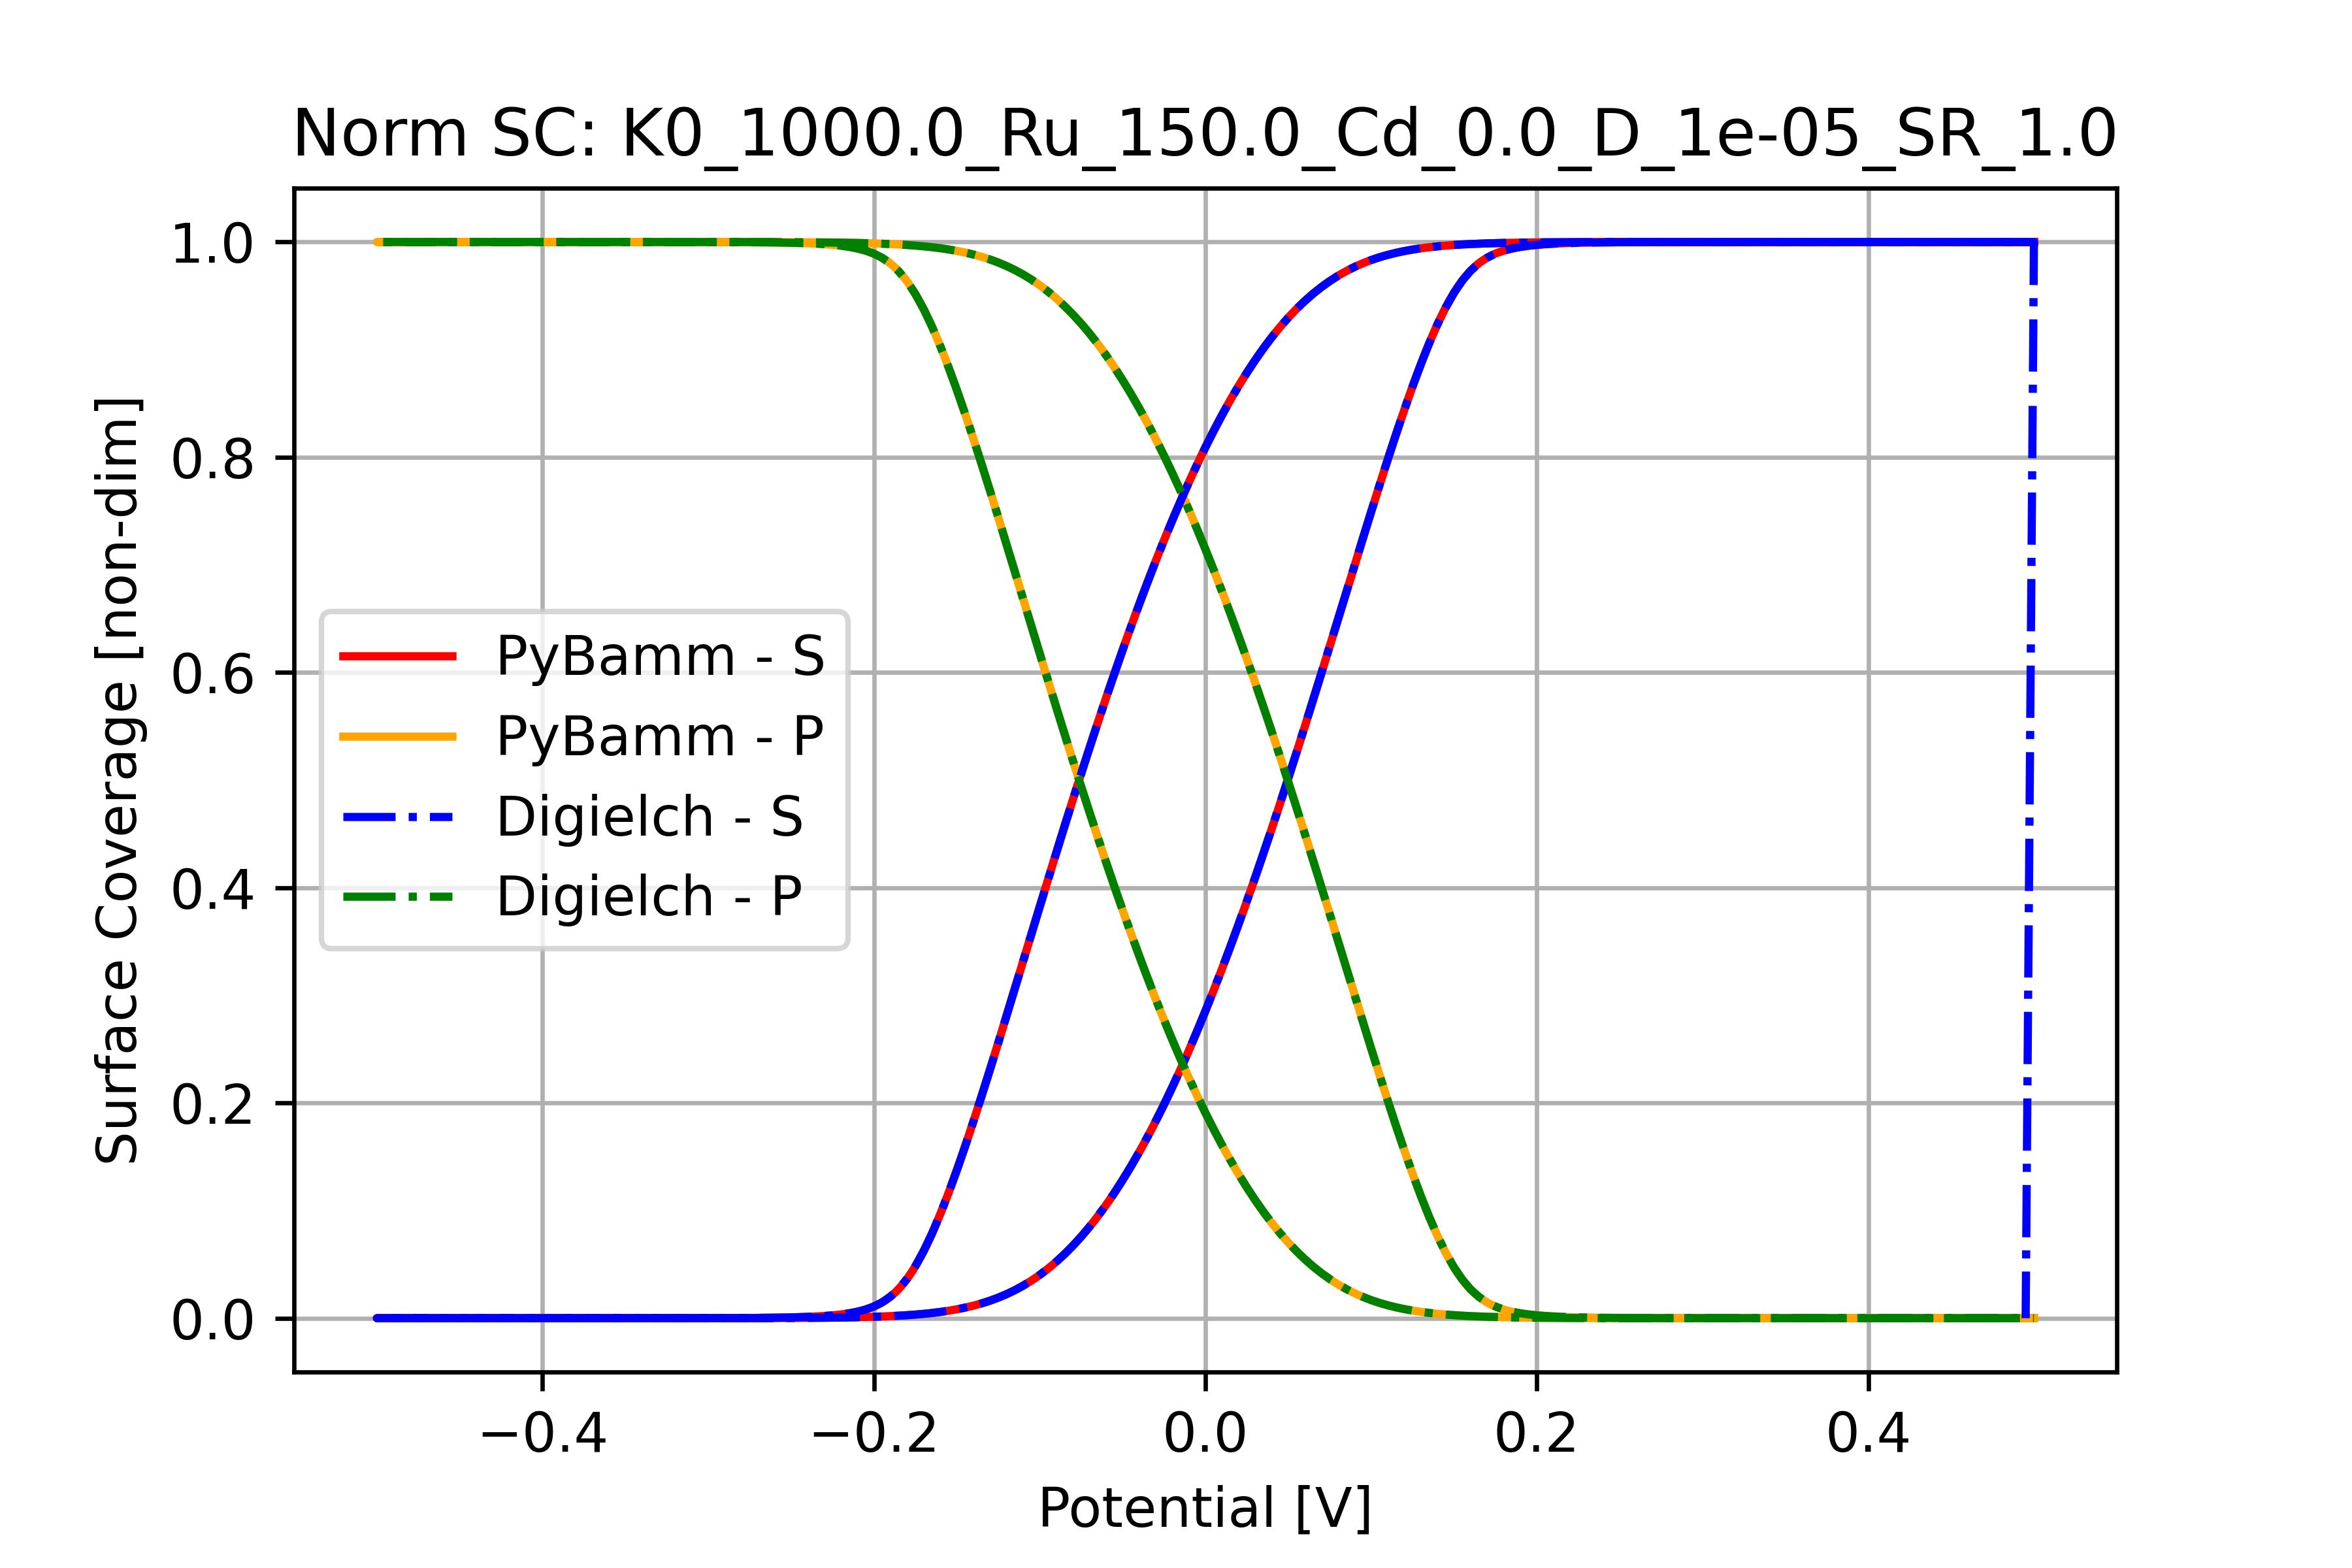 Norm SC: K0_1000.0_Ru_150.0_Cd_0.0_D_1e-05_SR_1.0
Surface Coverage [non-dim]
1.0
0.8
0.6
0.4
0.2
0.0
PyBamm - S
PyBamm - P
Digielch - S
Digielch - P
−0.4
−0.2
0.0
0.2
0.4
Potential [V]